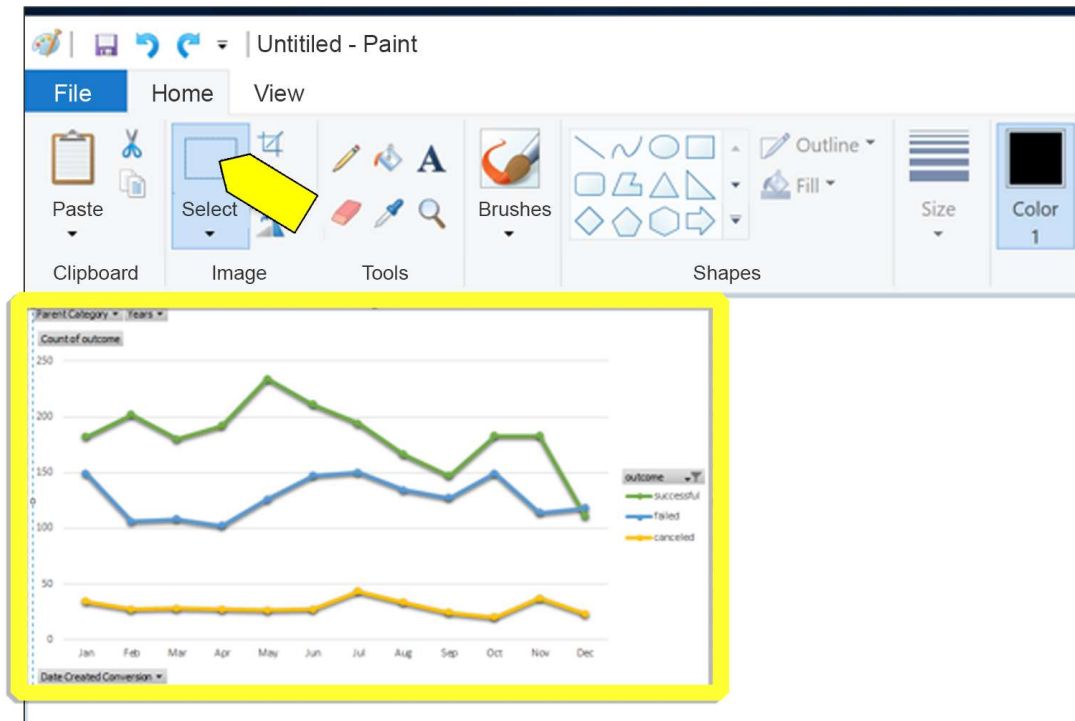 Untitiled - Paint
File Home View
Outline
Fill
Paste Select A Brushes Size Color
1
Clipboard Image Tools Shapes
Parent Category Years
Count of outcome
250
200
150
100
50
0
outcome
successful
failed
canceled
Jan Feb Mar Apr May Jun Jul Aug Sep Oct Nov Dec
Date Created Conversion